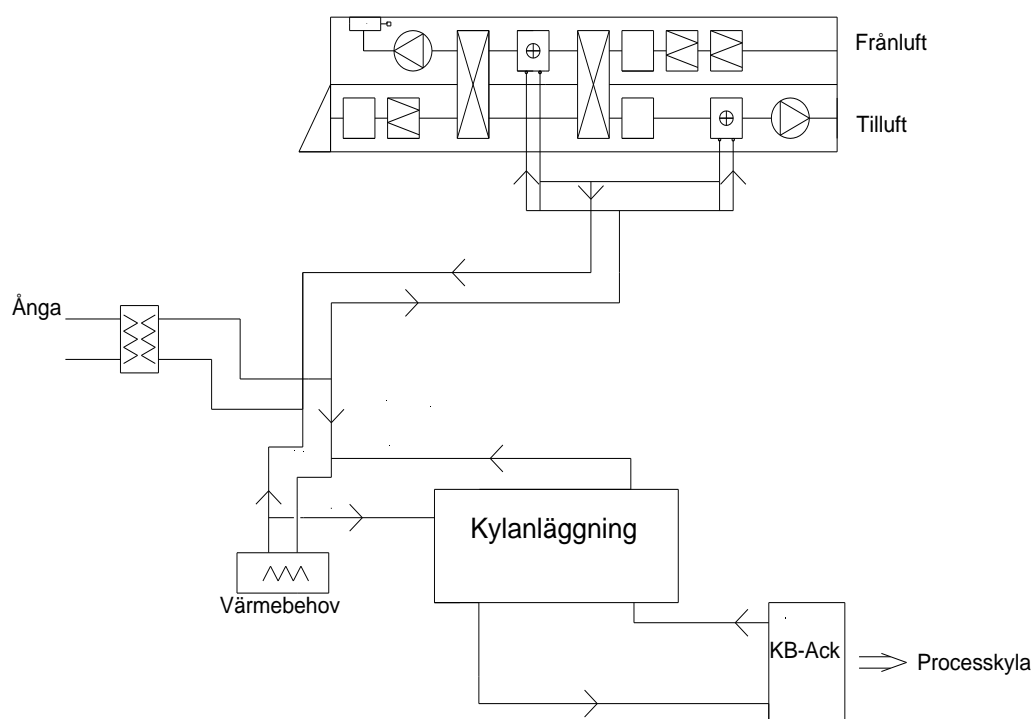 Frånluft
Tilluft
Ånga
Kylanläggning
Värmebehov
KB-Ack
Processkyla